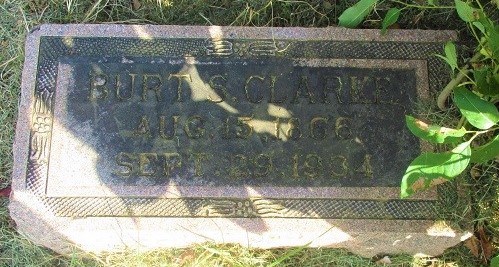 BURT S. CLARKE
AUG. 15, 1866
SEPT. 29, 1934